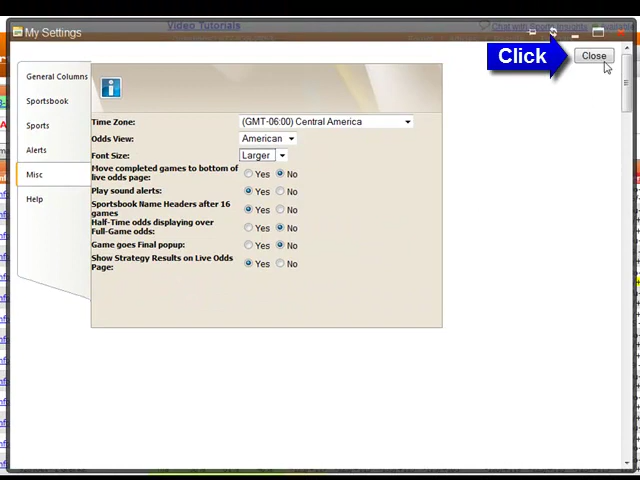 Video Tutorials
My Settings
Click
Close
General Columns
Sportsbook
Sports
Alerts
Misc
Help
Time Zone: (GMT-06:00) Central America
Odds View: American
Font Size: Larger
Move completed games to bottom of
live odds page: Yes No
Play sound alerts: Yes No
Sportsbook Name Headers after 16
games Yes No
Half-Time odds displaying over
Full-Game odds: Yes No
Game goes Final popup: Yes No
Show Strategy Results on Live Odds
Page: Yes No